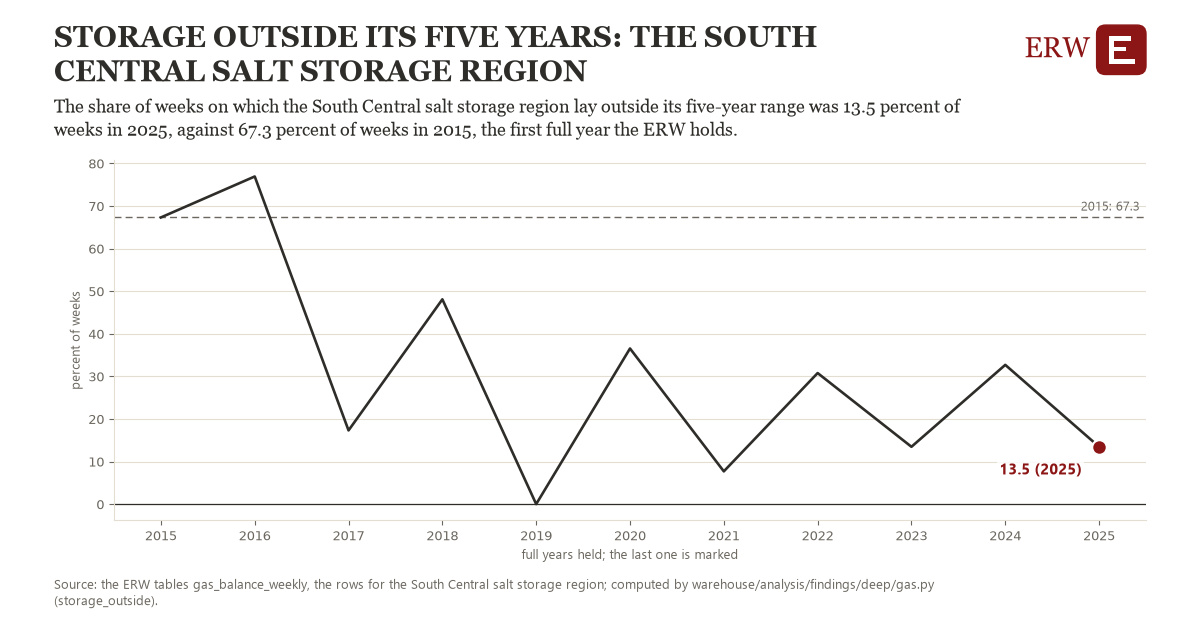 STORAGE OUTSIDE ITS FIVE YEARS: THE SOUTH
CENTRAL SALT STORAGE REGION
ERW E
The share of weeks on which the South Central salt storage region lay outside its five-year range was 13.5 percent of
weeks in 2025, against 67.3 percent of weeks in 2015, the first full year the ERW holds.
80
70
60
50
40
30
20
10
0
percent of weeks
2015: 67.3
13.5 (2025)
2015 2016 2017 2018 2019 2020 2021 2022 2023 2024 2025
full years held; the last one is marked
Source: the ERW tables gas_balance_weekly, the rows for the South Central salt storage region; computed by warehouse/analysis/findings/deep/gas.py
(storage_outside).